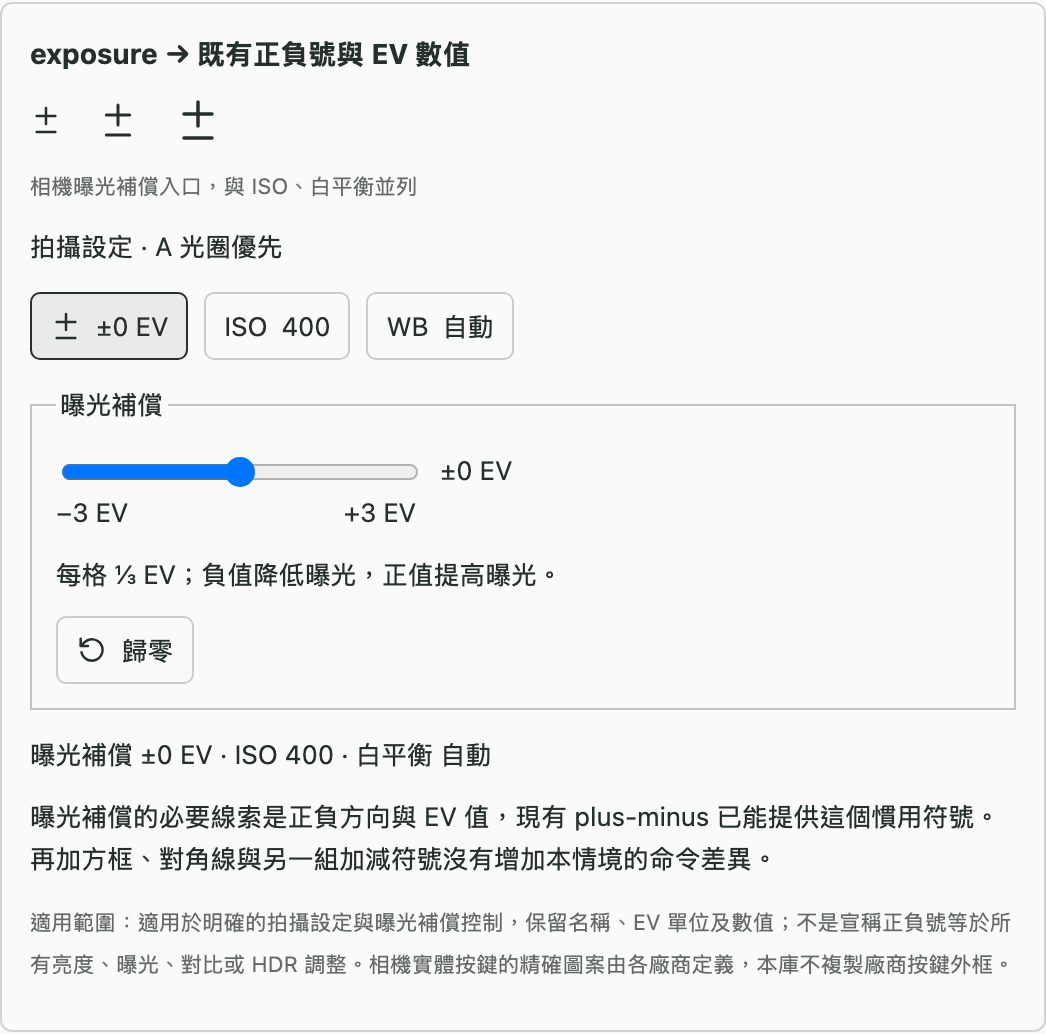 exposure → 既有正負號與 EV 數值
± ± ±
相機曝光補償入口，與 ISO、白平衡並列
拍攝設定 · A 光圈優先
± ±0 EV ISO 400 WB 自動
曝光補償
±0 EV
−3 EV +3 EV
每格 ⅓ EV；負值降低曝光，正值提高曝光。
歸零
曝光補償 ±0 EV · ISO 400 · 白平衡 自動
曝光補償的必要線索是正負方向與 EV 值，現有 plus-minus 已能提供這個慣用符號。
再加方框、對角線與另一組加減符號沒有增加本情境的命令差異。
適用範圍：適用於明確的拍攝設定與曝光補償控制，保留名稱、EV 單位及數值；不是宣稱正負號等於所
有亮度、曝光、對比或 HDR 調整。相機實體按鍵的精確圖案由各廠商定義，本庫不複製廠商按鍵外框。